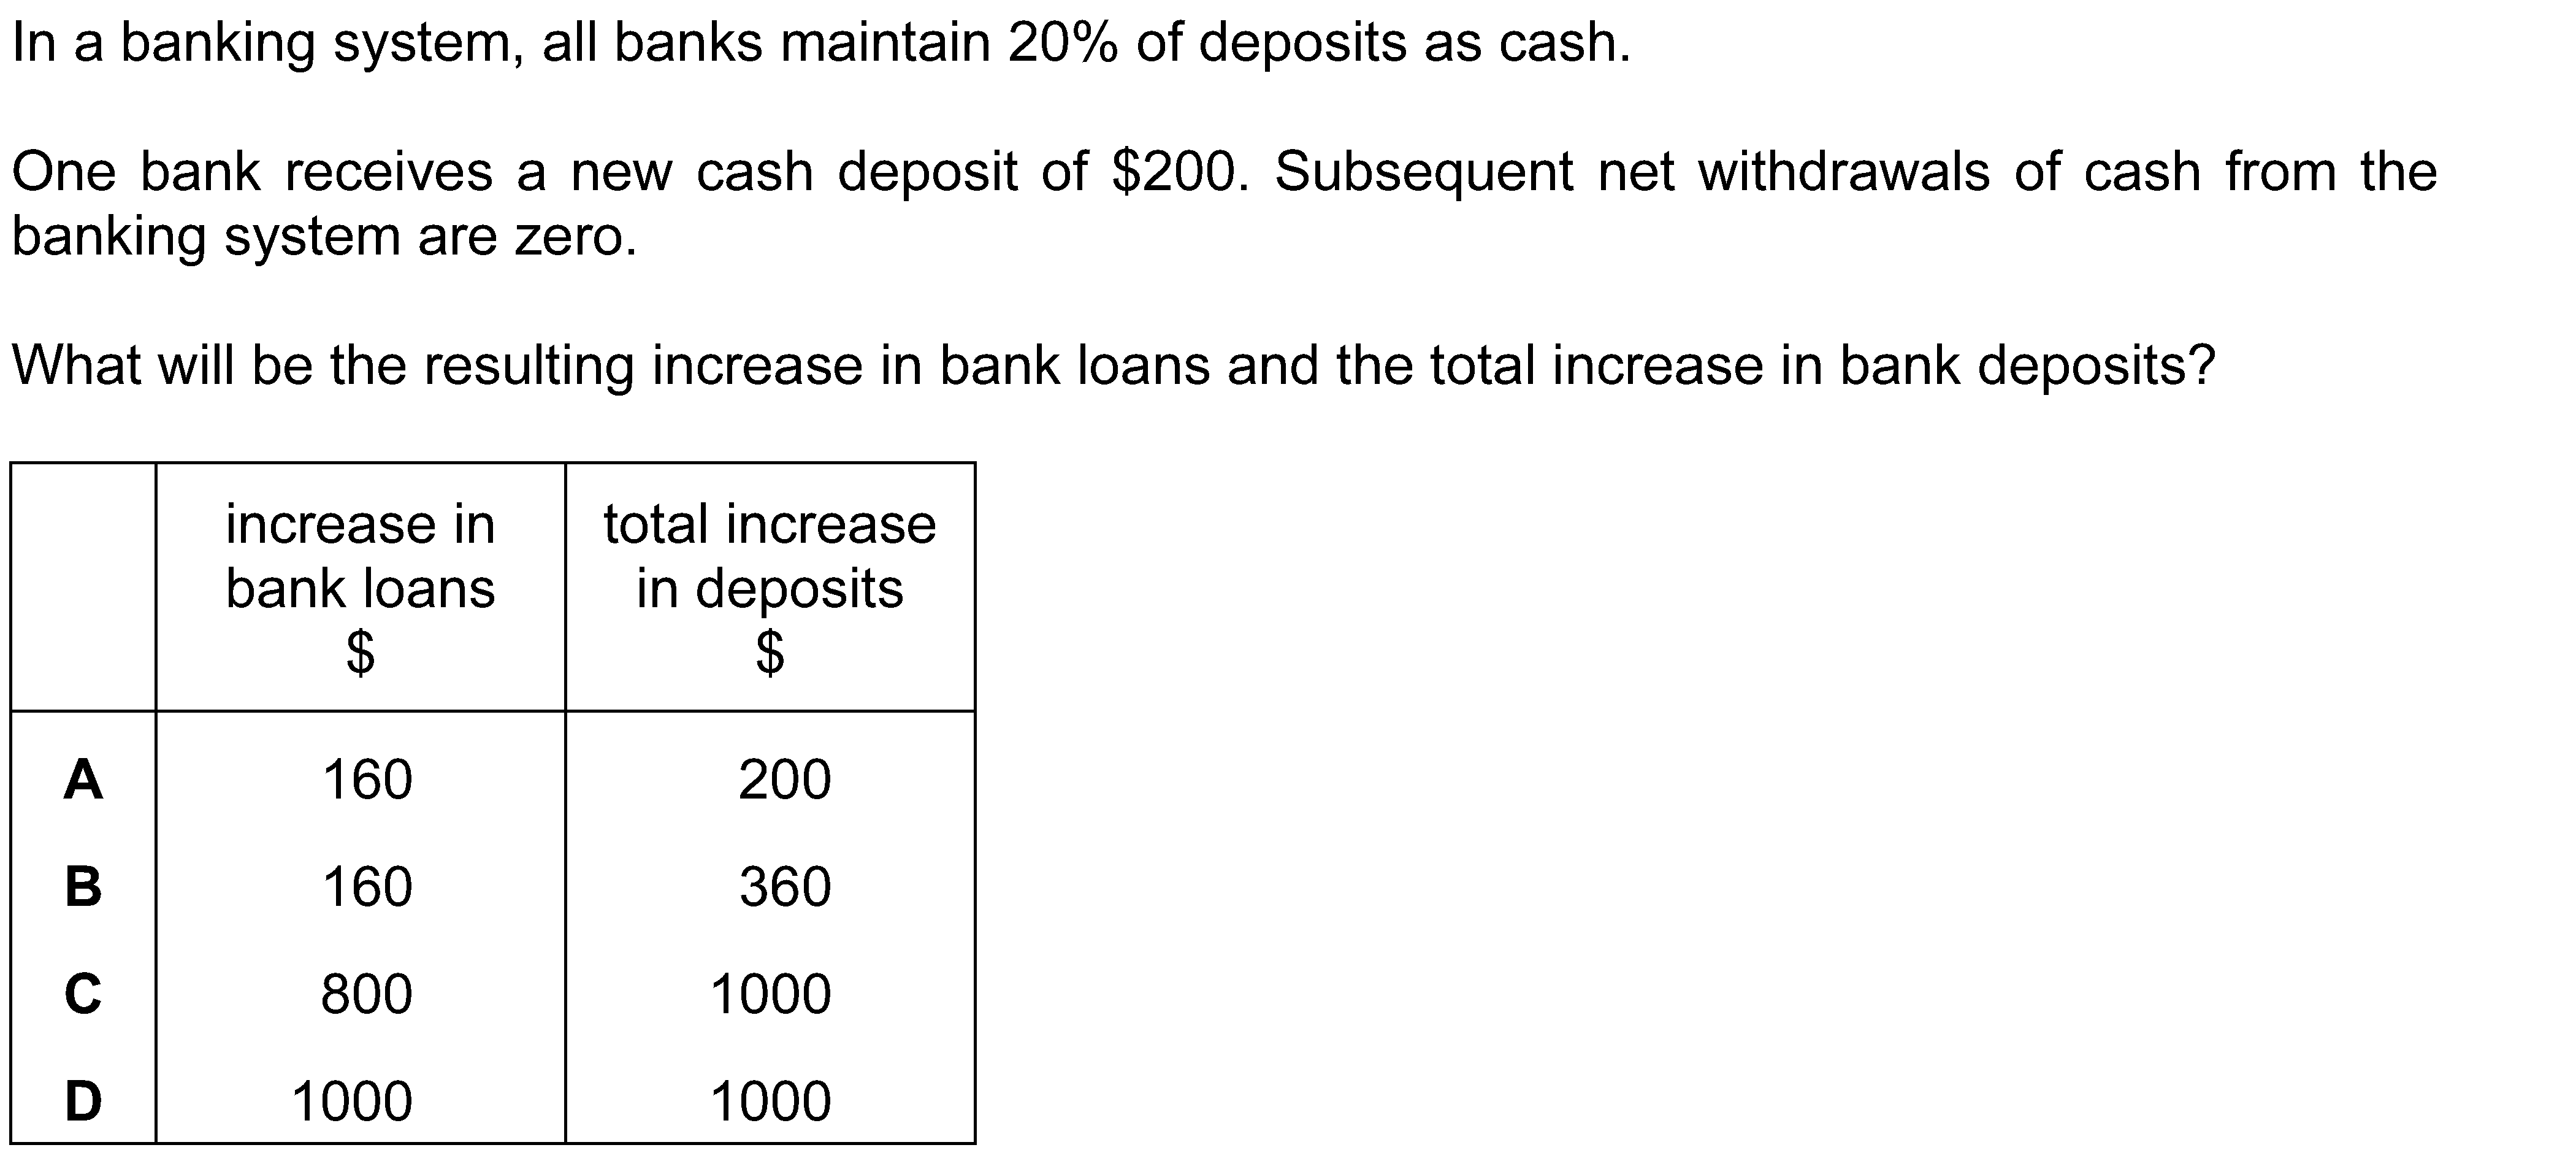 In a banking system, all banks maintain 20% of deposits as cash.
One bank receives a new cash deposit of $200. Subsequent net withdrawals of cash from the
banking system are zero.
What will be the resulting increase in bank loans and the total increase in bank deposits?
increase in bank loans $ total increase in deposits $
A 160 200
B 160 360
C 800 1000
D 1000 1000